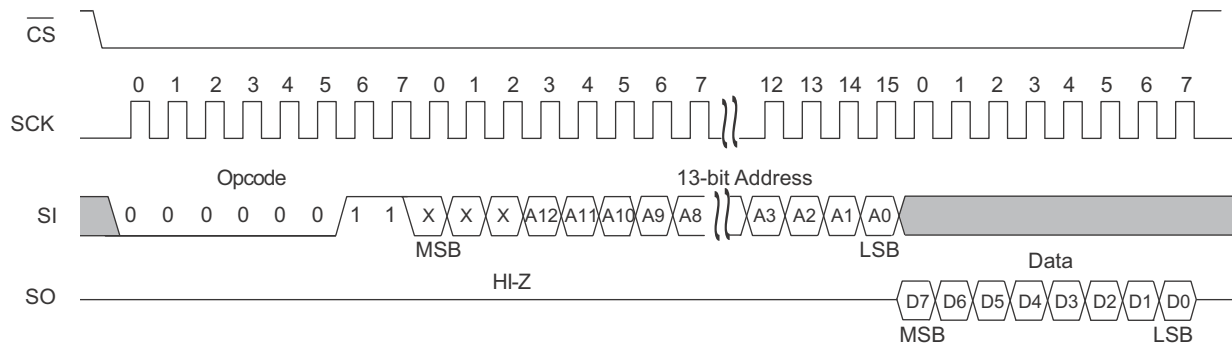 CS
0 1 2 3 4 5 6 7 0 1 2 3 4 5 6 7 12 13 14 15 0 1 2 3 4 5 6 7
SCK
Opcode 13-bit Address
SI 0 0 0 0 0 0 1 1 X X X A12 A11 A10 A9 A8 A3 A2 A1 A0
MSB LSB
HI-Z Data
SO D7 D6 D5 D4 D3 D2 D1 D0
MSB LSB